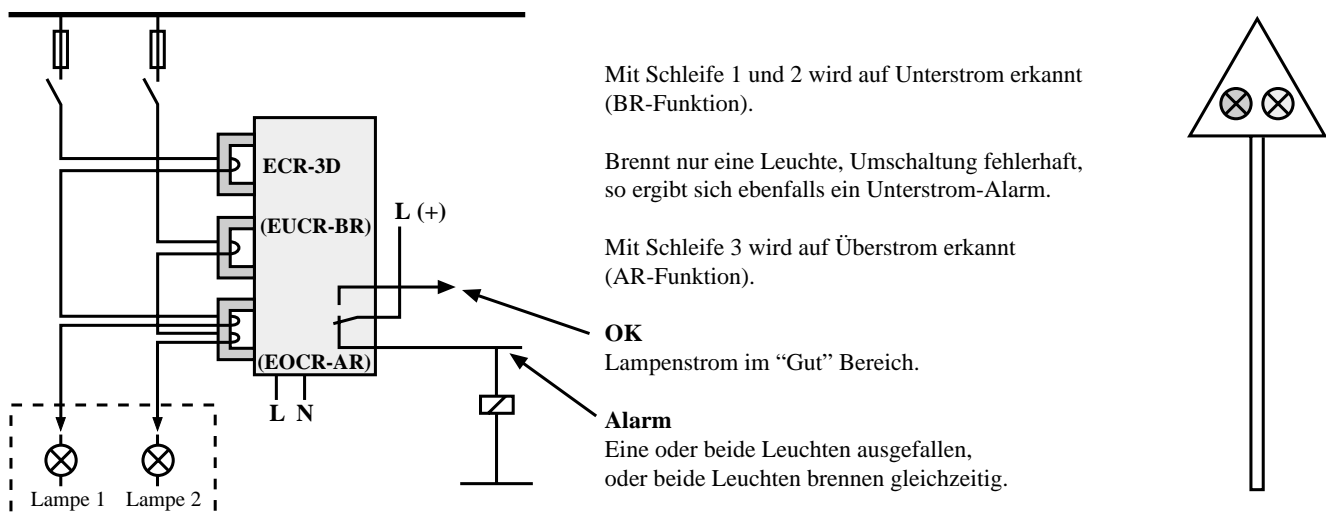 ECR-3D
(EUCR-BR)
(EOCR-AR)
L (+)
L N
Lampe 1 Lampe 2
Mit Schleife 1 und 2 wird auf Unterstrom erkannt
(BR-Funktion).
Brennt nur eine Leuchte, Umschaltung fehlerhaft,
so ergibt sich ebenfalls ein Unterstrom-Alarm.
Mit Schleife 3 wird auf Überstrom erkannt
(AR-Funktion).
OK
Lampenstrom im “Gut” Bereich.
Alarm
Eine oder beide Leuchten ausgefallen,
oder beide Leuchten brennen gleichzeitig.